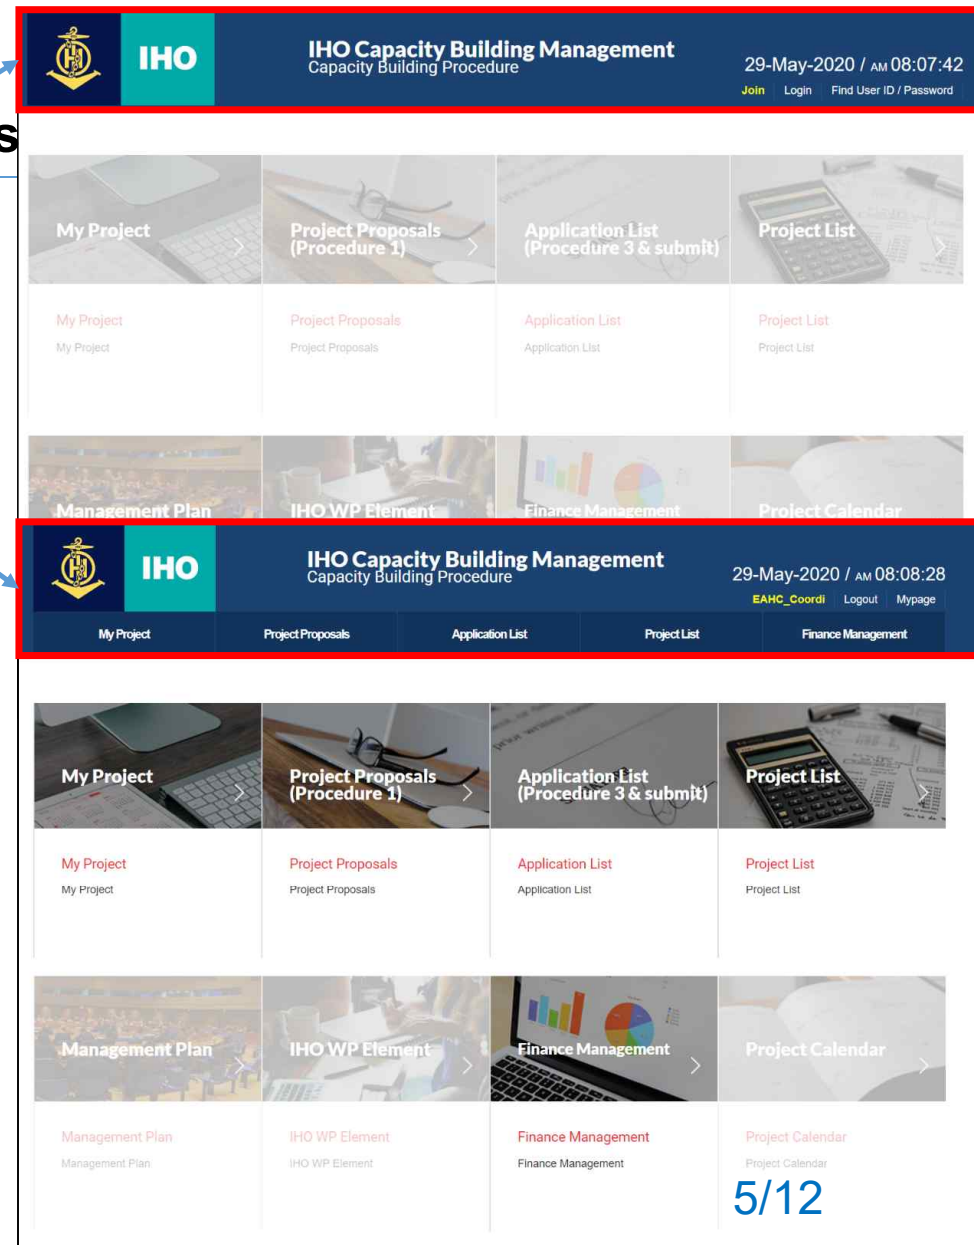 IHO
IHO Capacity Building Management
Capacity Building Procedure
29-May-2020 / AM 08:07:42
Join Login Find User ID / Password
s
My Project
Project Proposals
(Procedure 1)
Application List
(Procedure 3 & submit)
Project List
My Project
Project Proposals
Application List
Project List
My Project
Project Proposals
Application List
Project List
Management Plan
IHO WP Element
Finance Management
Project Calendar
IHO
IHO Capacity Building Management
Capacity Building Procedure
29-May-2020 / AM 08:08:28
EAHC_Coordi Logout Mypage
My Project
Project Proposals
Application List
Project List
Finance Management
My Project
Project Proposals
(Procedure 1)
Application List
(Procedure 3 & submit)
Project List
My Project
Project Proposals
Application List
Project List
My Project
Project Proposals
Application List
Project List
Management Plan
IHO WP Element
Finance Management
Project Calendar
Management Plan
IHO WP Element
Finance Management
Project Calendar
Management Plan
IHO WP Element
Finance Management
Project Calendar
5/12